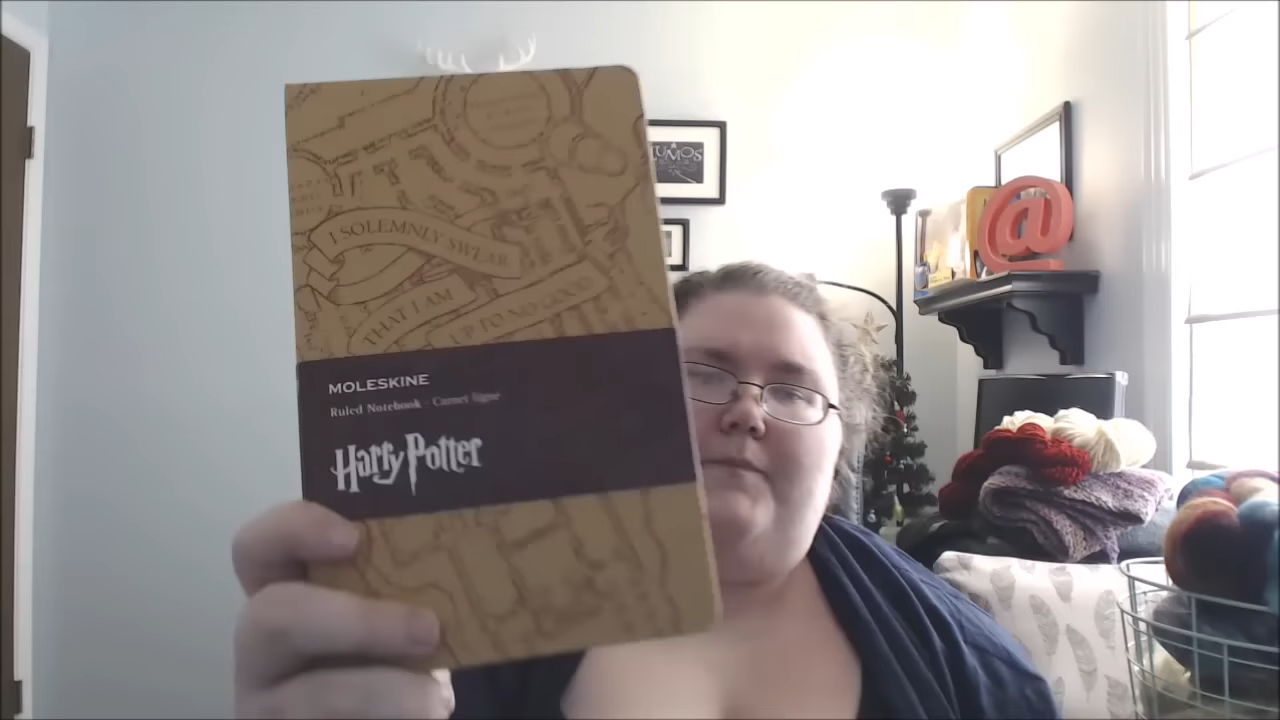 LUMOS
@
I SOLEMNLY SWEAR
THAT I AM
UP TO NO GOOD
MOLESKINE
Ruled Notebook - Carnet ligné
Harry Potter